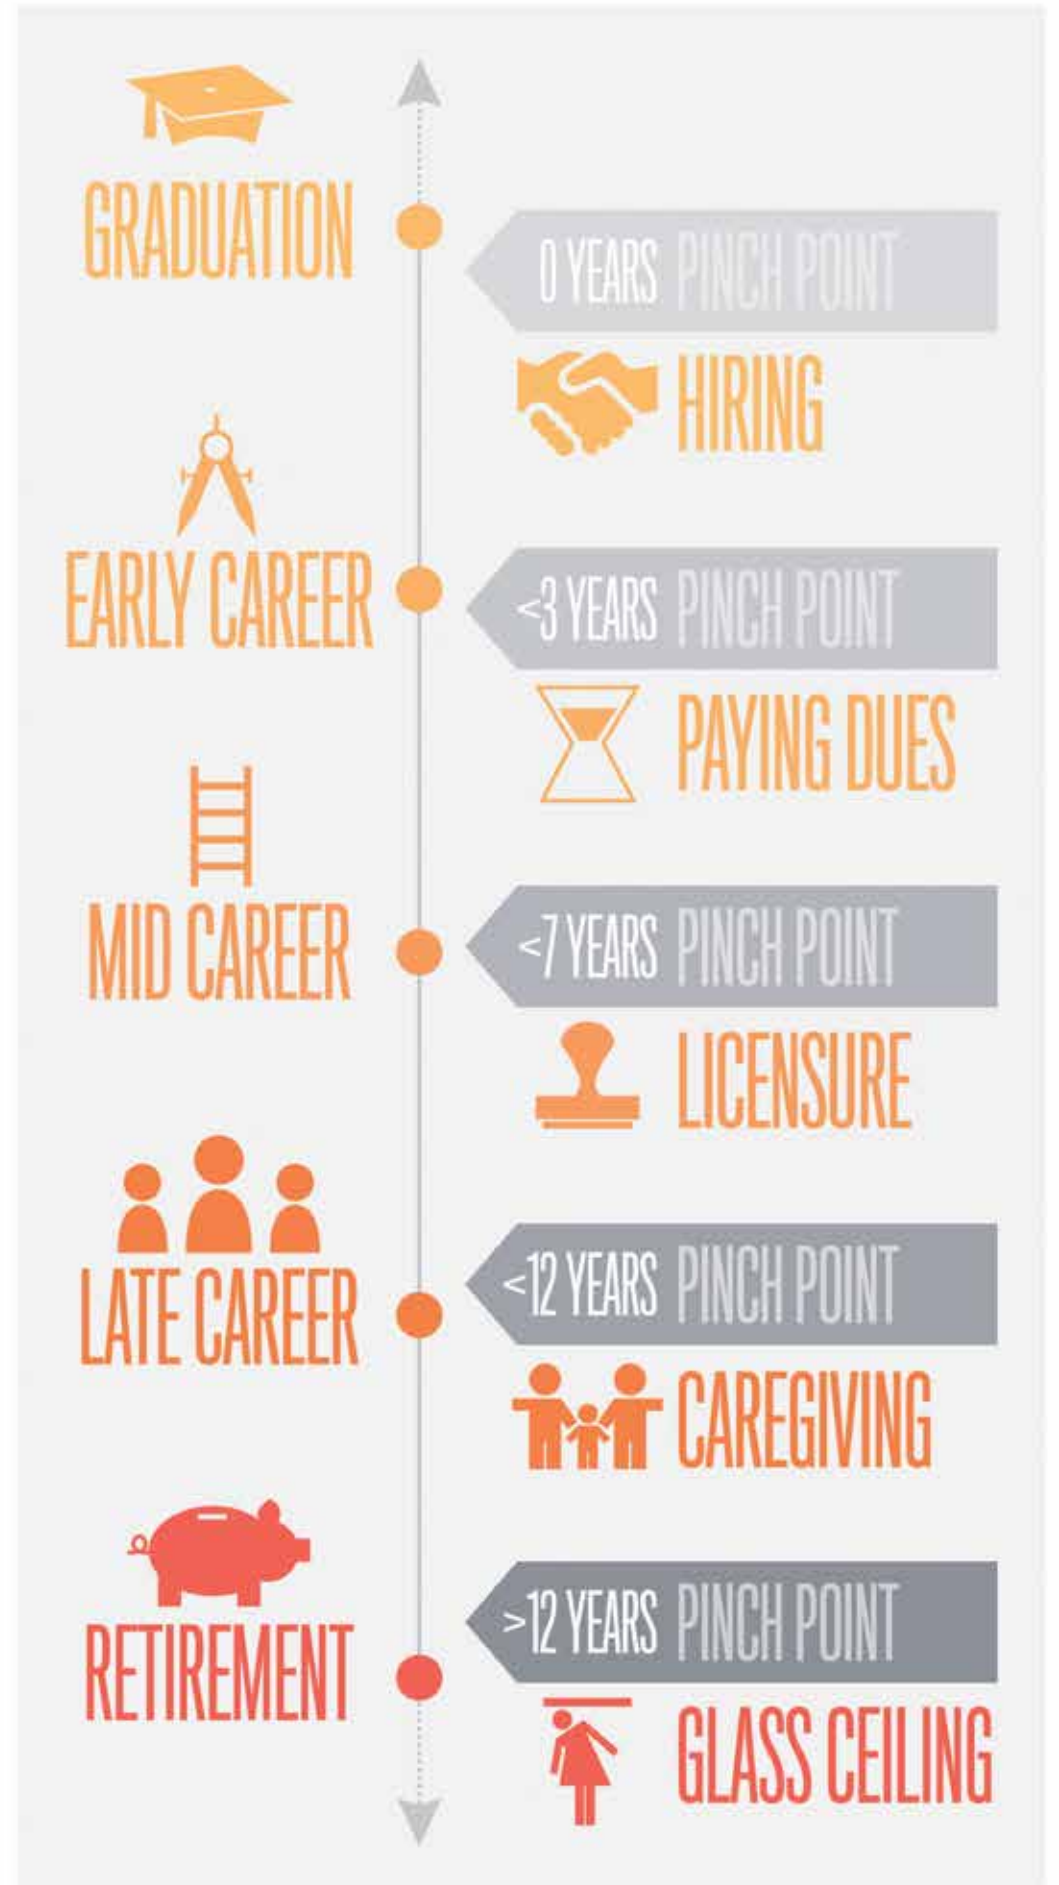 GRADUATION
0 YEARS PINCH POINT
HIRING
EARLY CAREER
<3 YEARS PINCH POINT
PAYING DUES
MID CAREER
<7 YEARS PINCH POINT
LICENSURE
LATE CAREER
<12 YEARS PINCH POINT
CAREGIVING
RETIREMENT
>12 YEARS PINCH POINT
GLASS CEILING